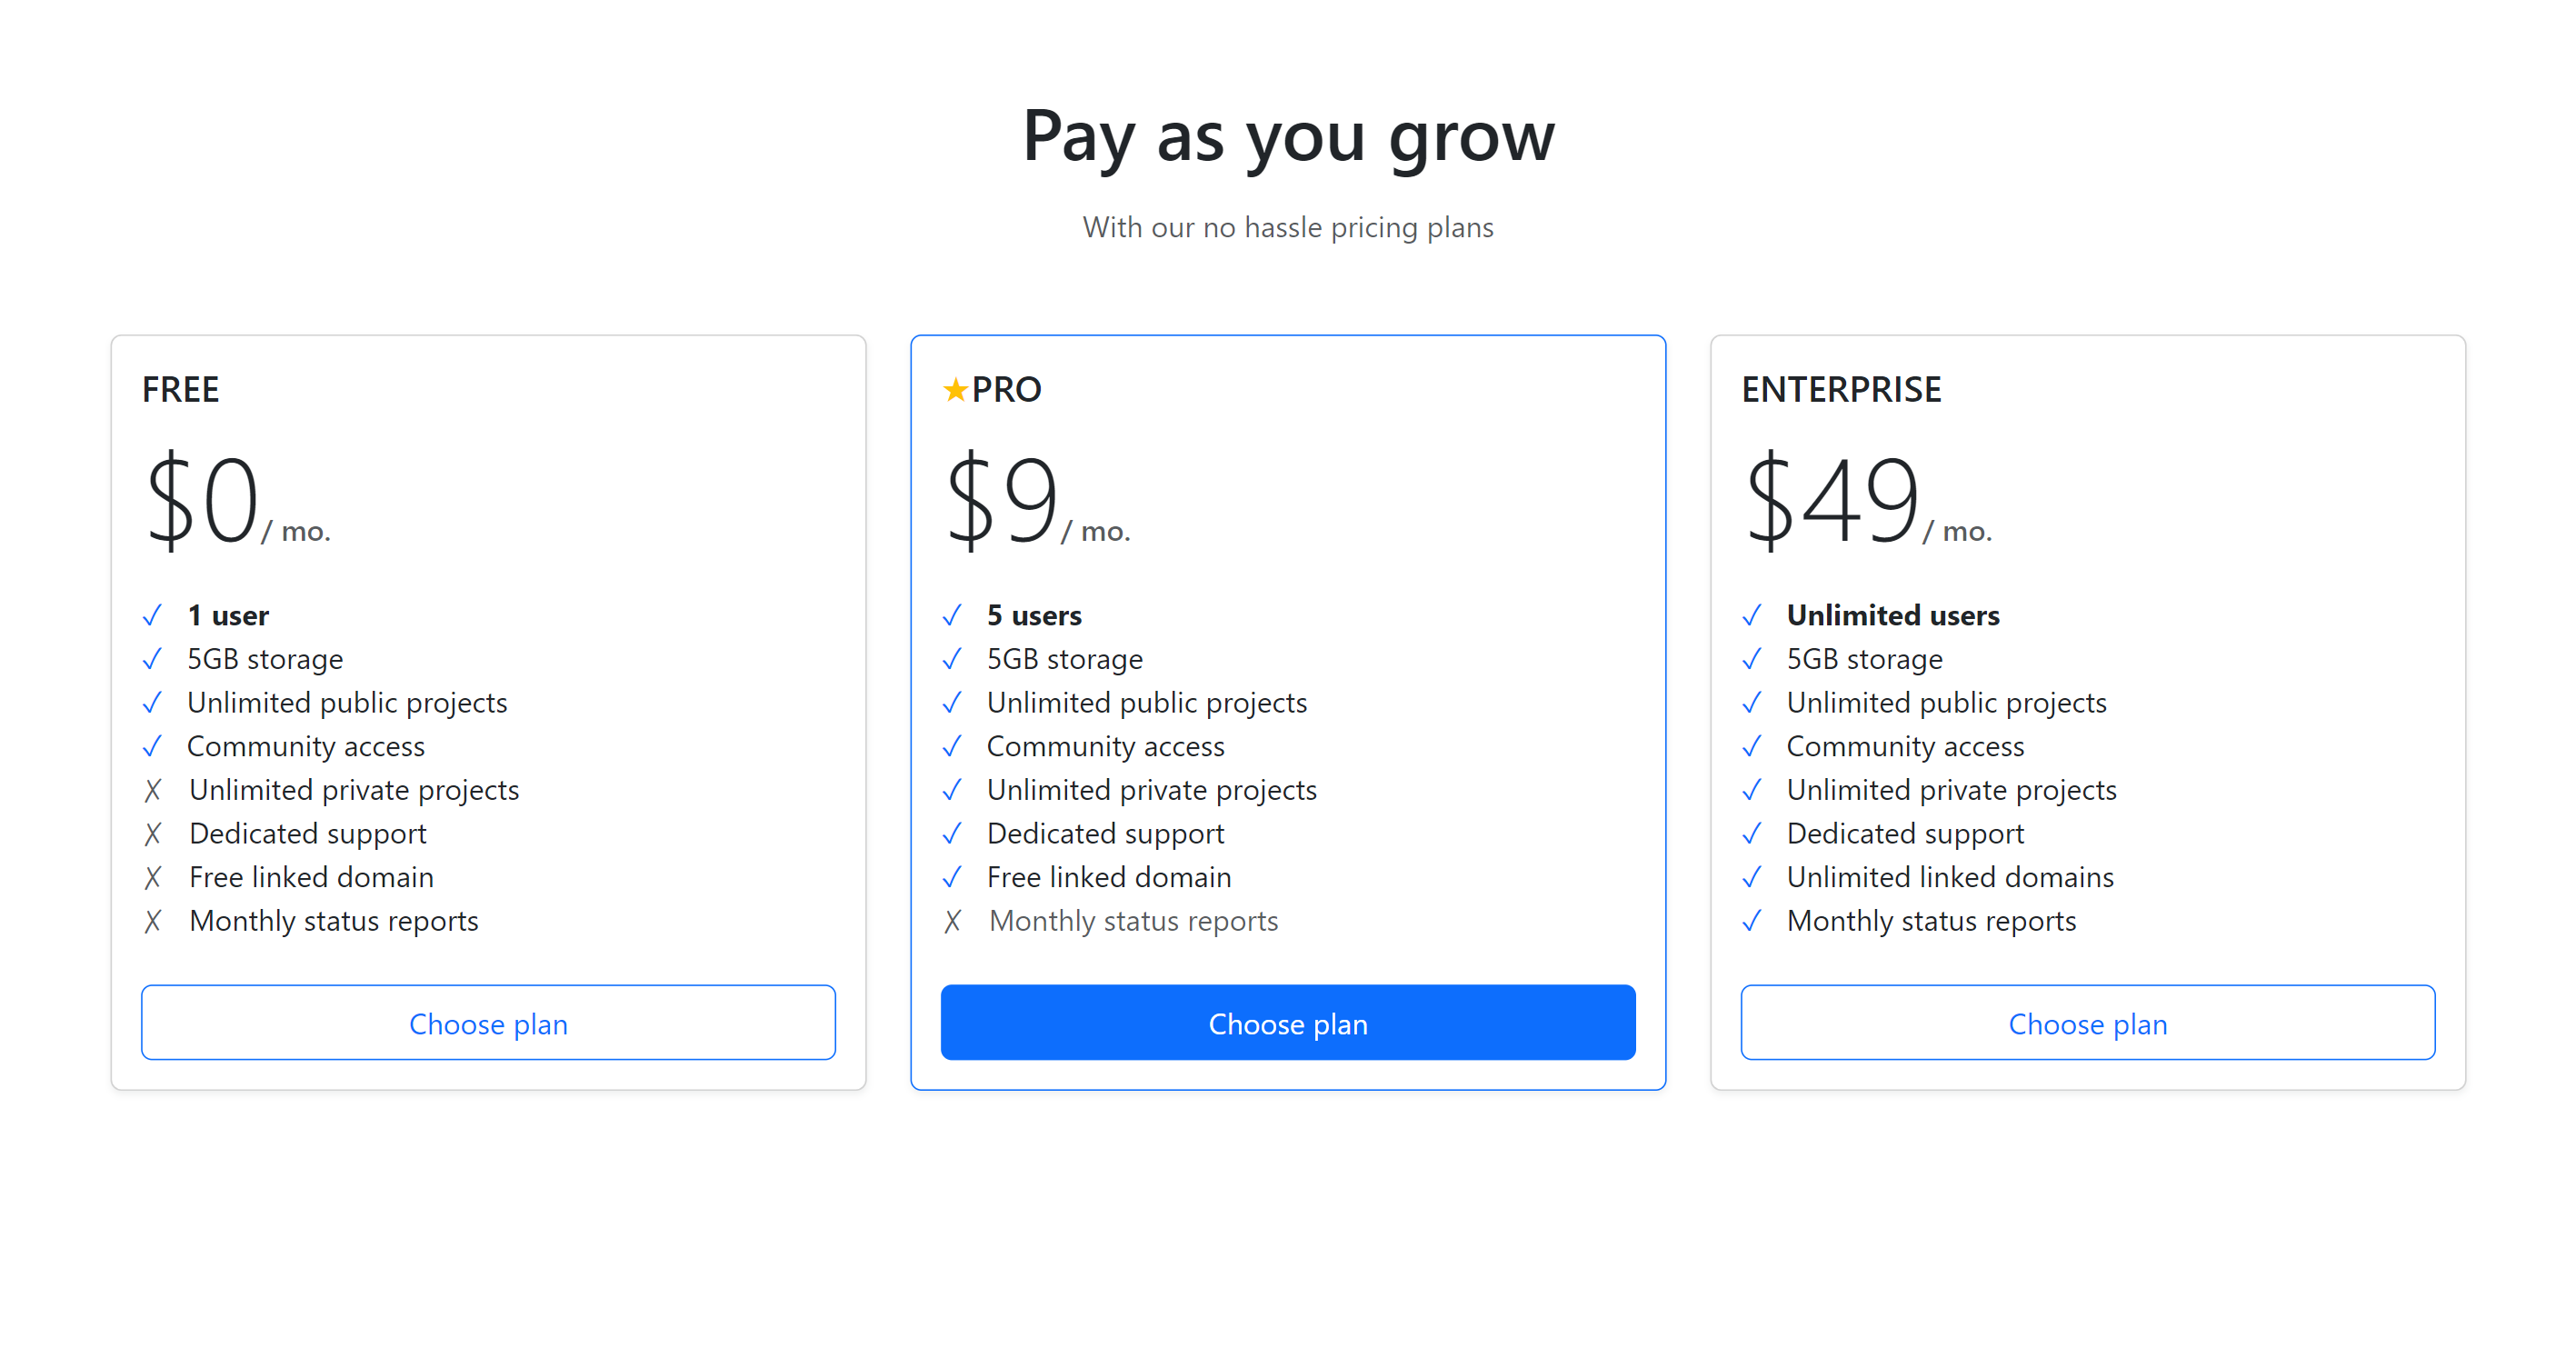 Pay as you grow
With our no hassle pricing plans
FREE
$0/ mo.
✓ 1 user
✓ 5GB storage
✓ Unlimited public projects
✓ Community access
✗ Unlimited private projects
✗ Dedicated support
✗ Free linked domain
✗ Monthly status reports
Choose plan
★PRO
$9/ mo.
✓ 5 users
✓ 5GB storage
✓ Unlimited public projects
✓ Community access
✓ Unlimited private projects
✓ Dedicated support
✓ Free linked domain
✗ Monthly status reports
Choose plan
ENTERPRISE
$49/ mo.
✓ Unlimited users
✓ 5GB storage
✓ Unlimited public projects
✓ Community access
✓ Unlimited private projects
✓ Dedicated support
✓ Unlimited linked domains
✓ Monthly status reports
Choose plan